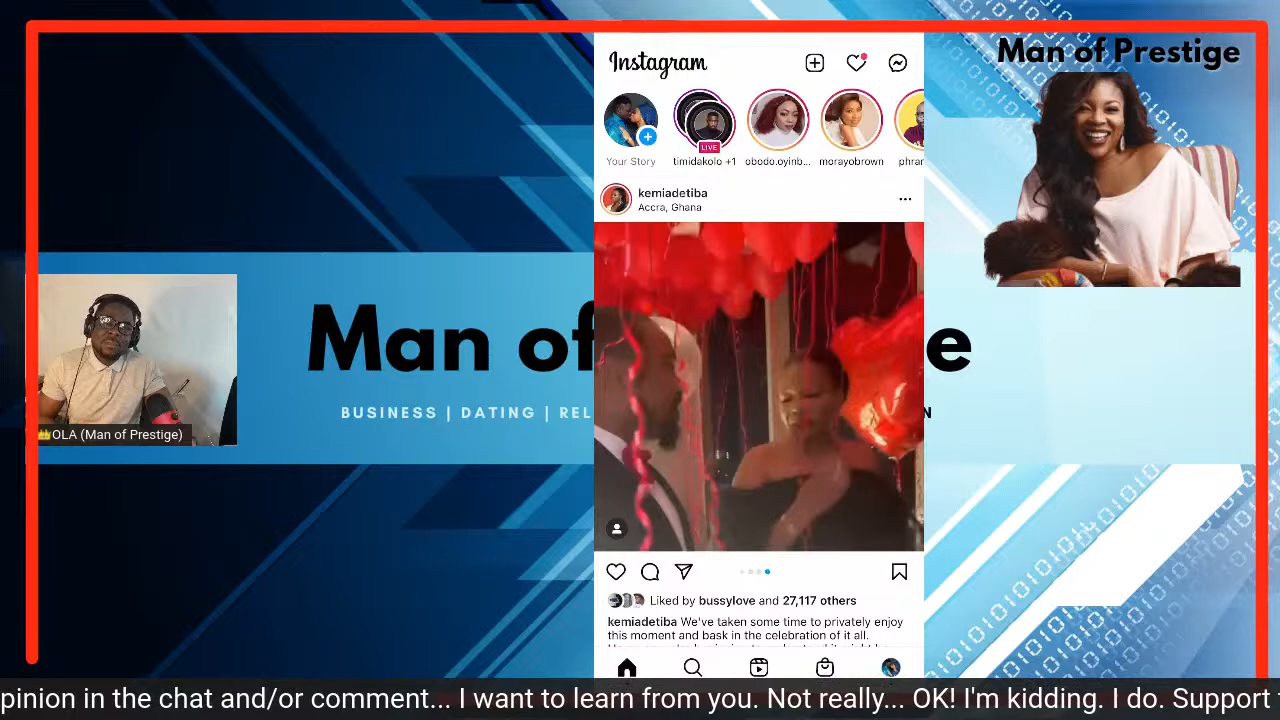 Man of Prestige
Instagram
Your Story
timidakolo +1
LIVE
obodo.oyinb...
morayobrown
phran
kemiadetiba
Accra, Ghana
Man of
e
BUSINESS | DATING | REL
N
OLA (Man of Prestige)
Liked by bussylove and 27,117 others
kemiadetiba We've taken some time to privately enjoy
this moment and bask in the celebration of it all.
pinion in the chat and/or comment... I want to learn from you. Not really... OK! I'm kidding. I do. Support